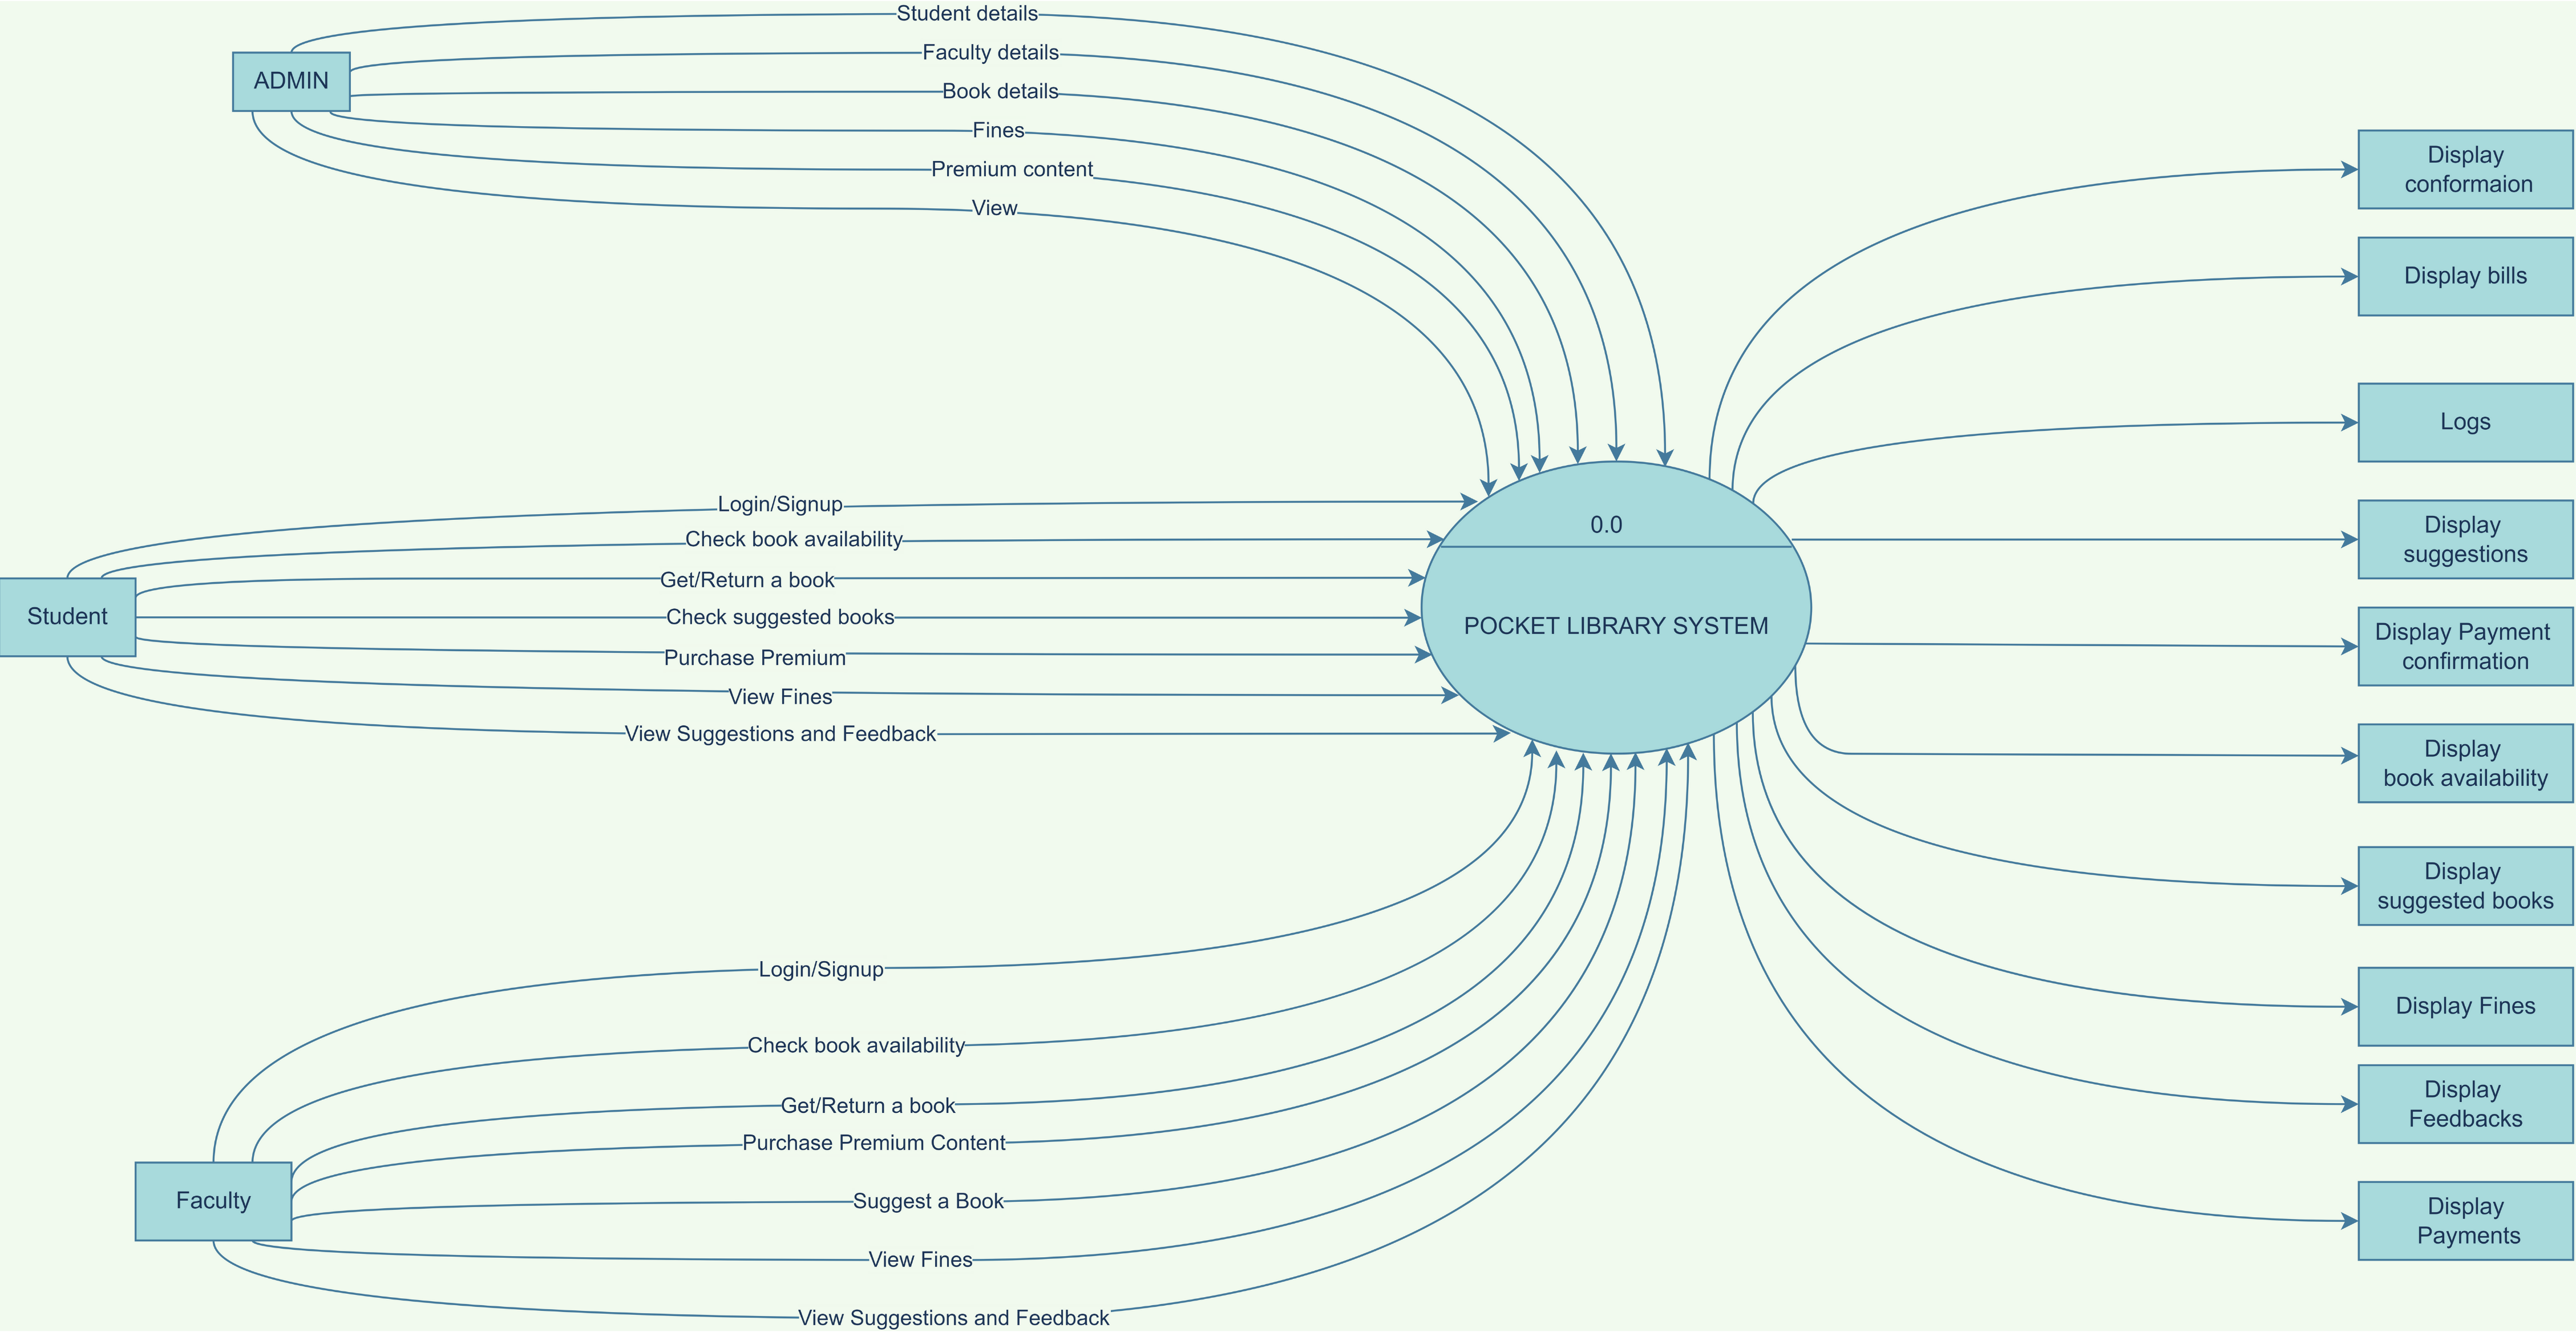 Student details
ADMIN
Faculty details
Book details
Fines
Premium content
View
Login/Signup
Check book availability
Get/Return a book
Student
Check suggested books
Purchase Premium
View Fines
View Suggestions and Feedback
0.0
POCKET LIBRARY SYSTEM
Login/Signup
Check book availability
Get/Return a book
Purchase Premium Content
Faculty
Suggest a Book
View Fines
View Suggestions and Feedback
Display
conformaion
Display bills
Logs
Display
suggestions
Display Payment
confirmation
Display
book availability
Display
suggested books
Display Fines
Display
Feedbacks
Display
Payments